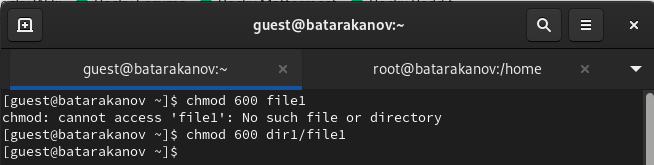 guest@batarakanov:~
guest@batarakanov:~
root@batarakanov:/home
[guest@batarakanov ~]$ chmod 600 file1
chmod: cannot access 'file1': No such file or directory
[guest@batarakanov ~]$ chmod 600 dir1/file1
[guest@batarakanov ~]$